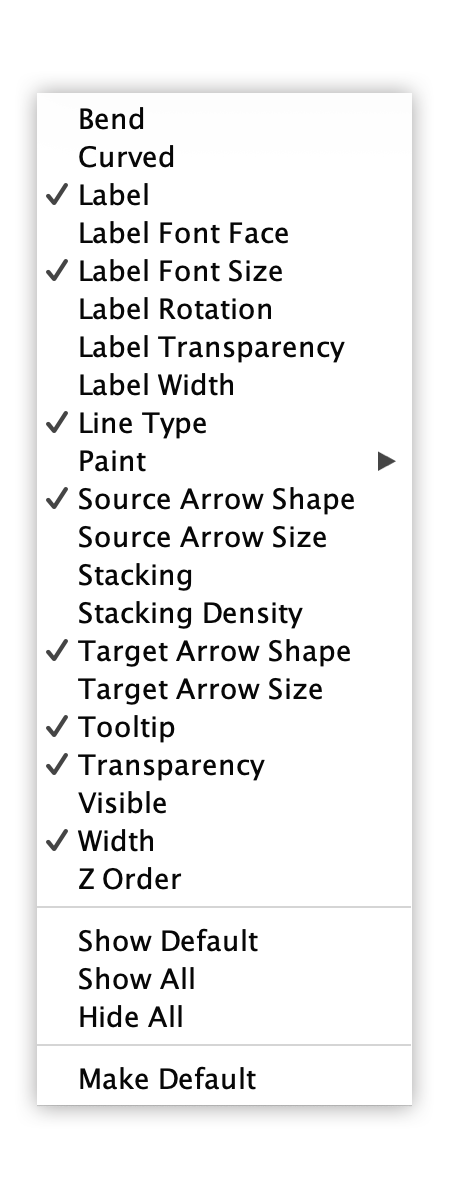 Bend
Curved
Label
Label Font Face
Label Font Size
Label Rotation
Label Transparency
Label Width
Line Type
Paint
Source Arrow Shape
Source Arrow Size
Stacking
Stacking Density
Target Arrow Shape
Target Arrow Size
Tooltip
Transparency
Visible
Width
Z Order
Show Default
Show All
Hide All
Make Default